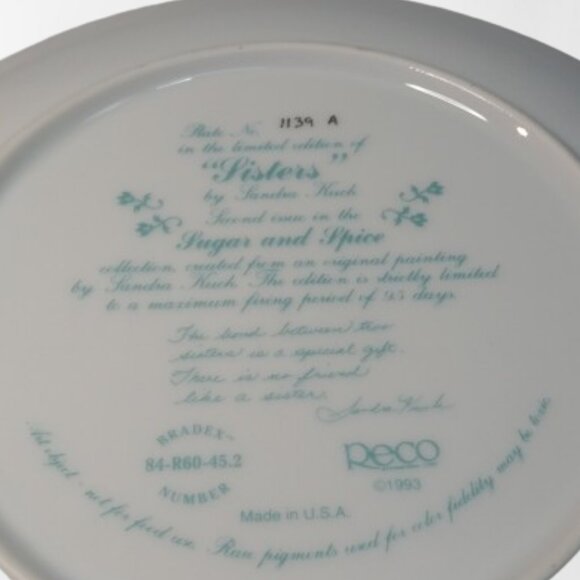 Plate No. 1139 A
in the limited edition of
"Sisters"
by Sandra Kuck
Second issue in the
Sugar and Spice
collection, created from an original painting
by Sandra Kuck. The edition is strictly limited
to a maximum firing period of 95 days.
The bond between two
sisters is a special gift.
There is no friend
like a sister.
Sandra Kuck
BRADEX™
84-R60-45.2
NUMBER
Reco
©1993
Made in U.S.A.
Art object - not for food use. Raw pigments used for color fidelity may be toxic.